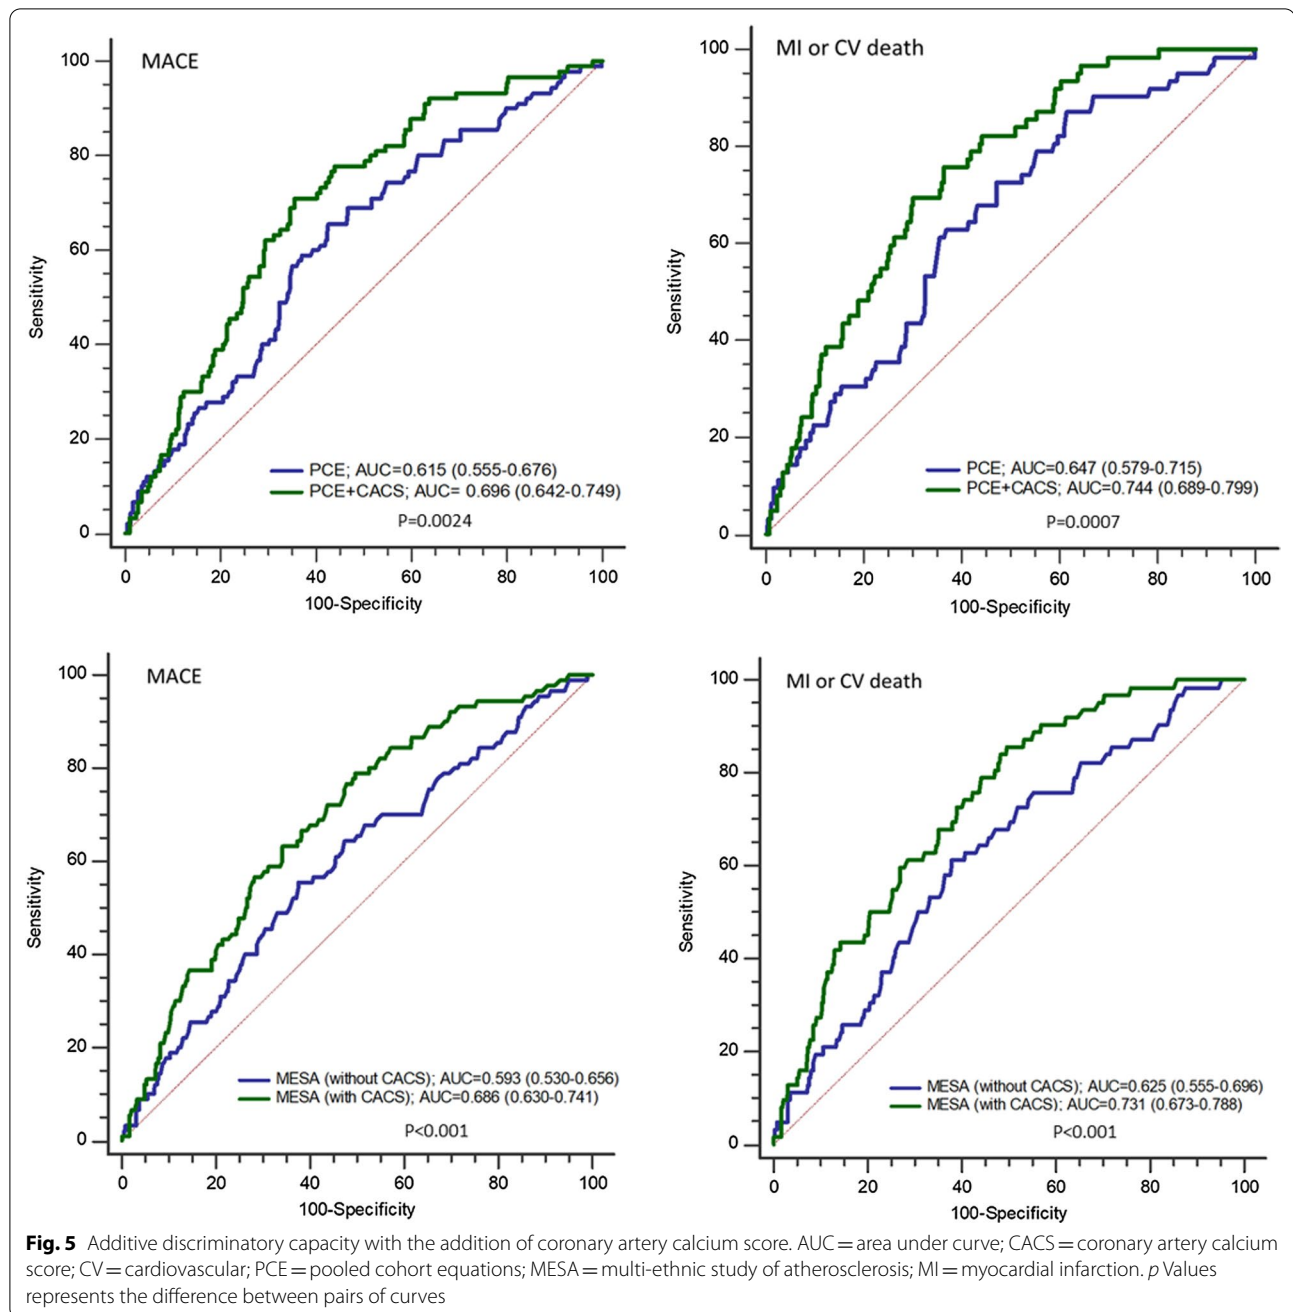 MACE
100
80
60
40
20
0
Sensitivity
PCE; AUC=0.615 (0.555-0.676)
PCE+CACS; AUC= 0.696 (0.642-0.749)
P=0.0024
0 20 40 60 80 100
100-Specificity
MI or CV death
100
80
60
40
20
0
Sensitivity
PCE; AUC=0.647 (0.579-0.715)
PCE+CACS; AUC=0.744 (0.689-0.799)
P=0.0007
0 20 40 60 80 100
100-Specificity
MACE
100
80
60
40
20
0
Sensitivity
MESA (without CACS); AUC=0.593 (0.530-0.656)
MESA (with CACS); AUC=0.686 (0.630-0.741)
P<0.001
0 20 40 60 80 100
100-Specificity
MI or CV death
100
80
60
40
20
0
Sensitivity
MESA (without CACS); AUC=0.625 (0.555-0.696)
MESA (with CACS); AUC=0.731 (0.673-0.788)
P<0.001
0 20 40 60 80 100
100-Specificity
Fig. 5 Additive discriminatory capacity with the addition of coronary artery calcium score. AUC = area under curve; CACS = coronary artery calcium
score; CV = cardiovascular; PCE = pooled cohort equations; MESA = multi-ethnic study of atherosclerosis; MI = myocardial infarction. p Values
represents the difference between pairs of curves